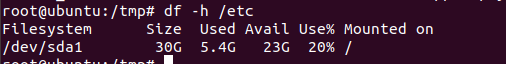 root@ubuntu:/tmp# df -h /etc
Filesystem      Size  Used Avail Use% Mounted on
/dev/sda1        30G  5.4G   23G  20% /
root@ubuntu:/tmp#